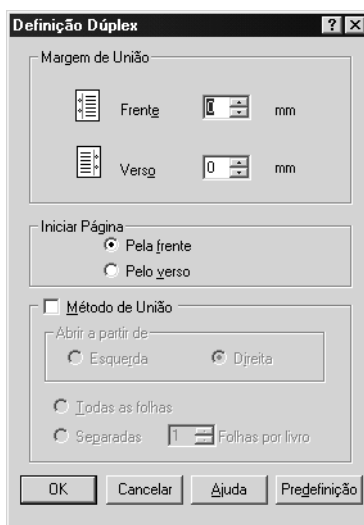 Definição Dúplex
Margem de União
Frente 0 mm
Verso 0 mm
Iniciar Página
Pela frente
Pelo verso
Método de União
Abrir a partir de
Esquerda Direita
Todas as folhas
Separadas 1 Folhas por livro
OK Cancelar Ajuda Predefinição